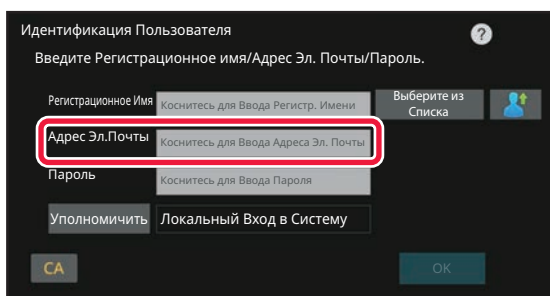 Идентификация Пользователя
?
Введите Регистрационное имя/Адрес Эл. Почты/Пароль.
Регистрационное Имя Коснитесь для Ввода Регистр. Имени Выберите из Списка
Адрес Эл.Почты Коснитесь для Ввода Адреса Эл. Почты
Пароль Коснитесь для Ввода Пароля
Уполномичить Локальный Вход в Систему
CA OK